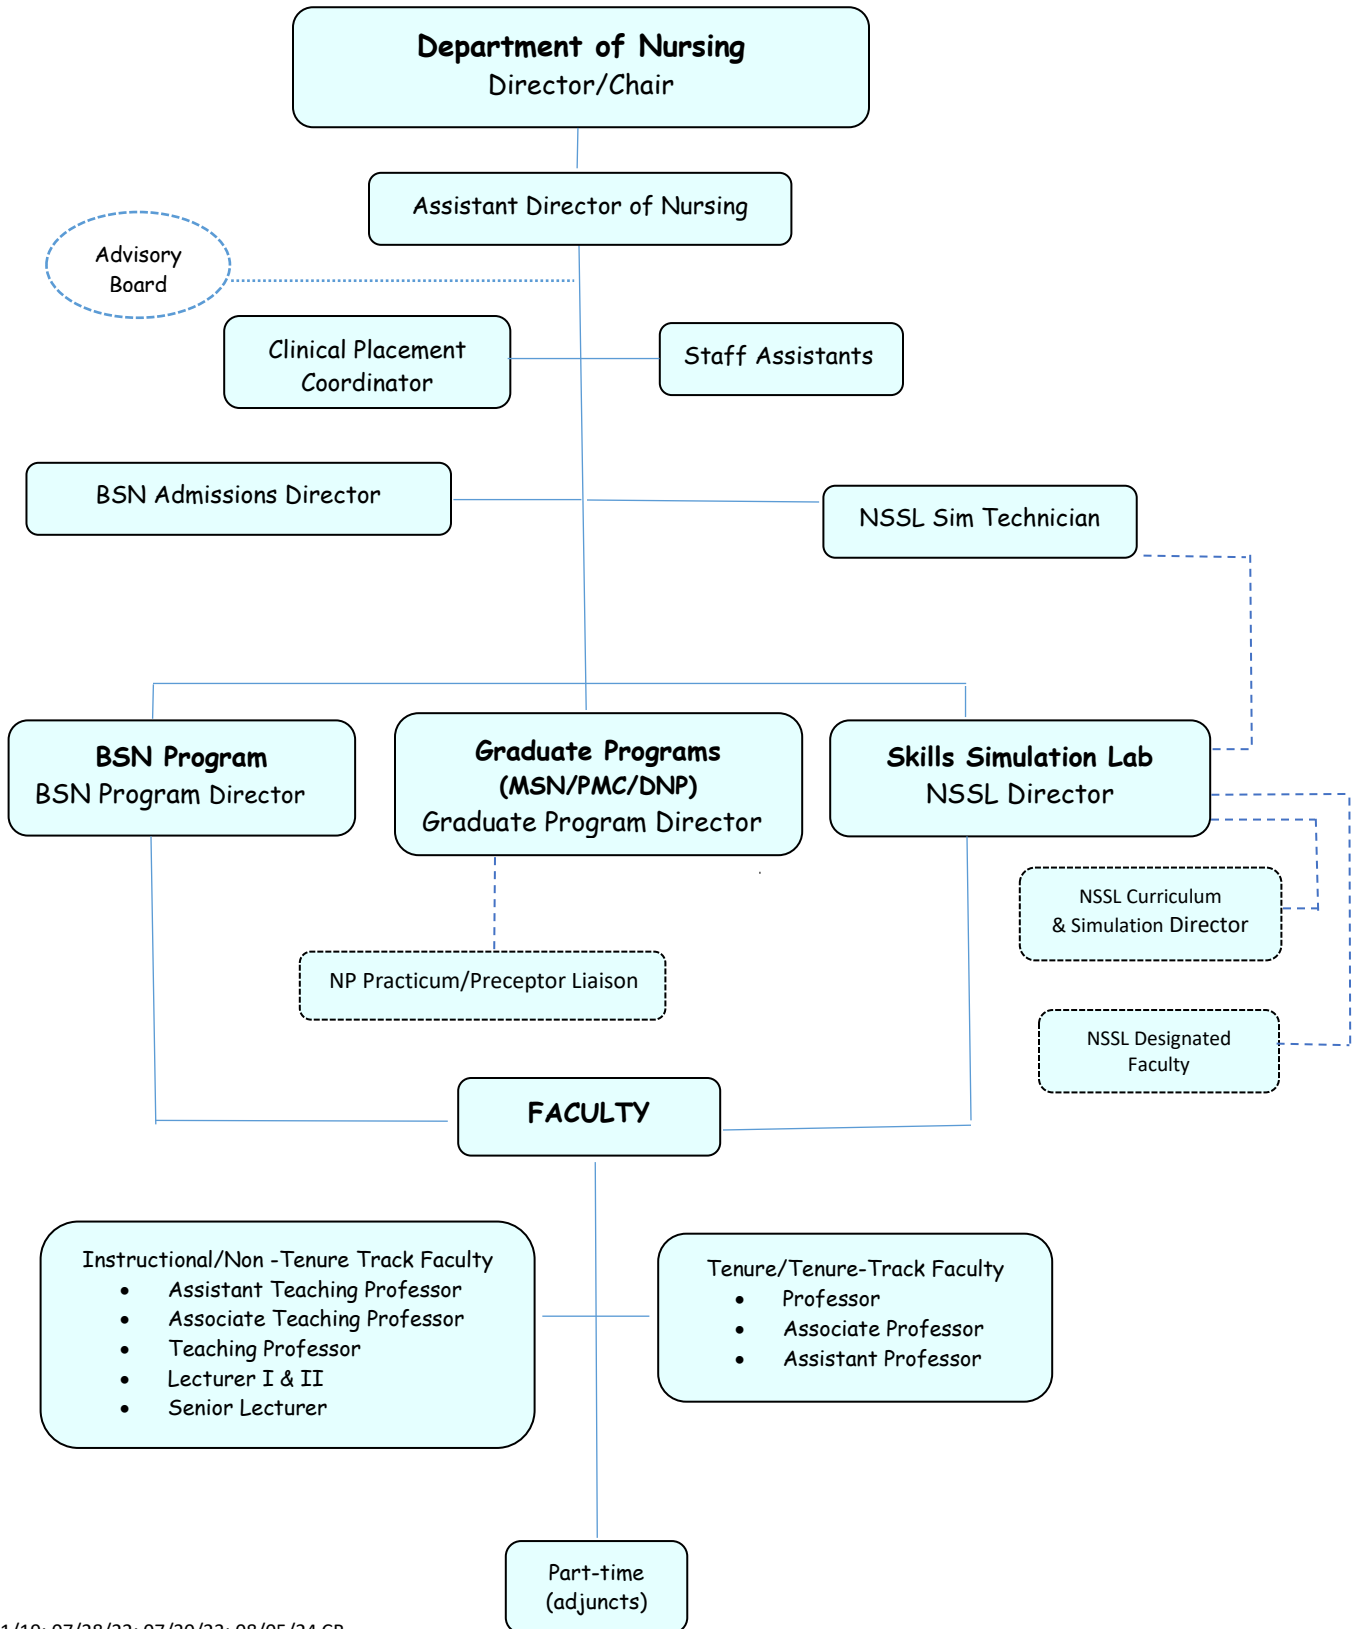 Department of Nursing
Director/Chair
Assistant Director of Nursing
Advisory
Board
Clinical Placement
Coordinator
Staff Assistants
BSN Admissions Director
NSSL Sim Technician
BSN Program
BSN Program Director
Graduate Programs
(MSN/PMC/DNP)
Graduate Program Director
Skills Simulation Lab
NSSL Director
NSSL Curriculum
& Simulation Director
NP Practicum/Preceptor Liaison
NSSL Designated
Faculty
FACULTY
Instructional/Non -Tenure Track Faculty
• Assistant Teaching Professor
• Associate Teaching Professor
• Teaching Professor
• Lecturer I & II
• Senior Lecturer
Tenure/Tenure-Track Faculty
• Professor
• Associate Professor
• Assistant Professor
Part-time
(adjuncts)